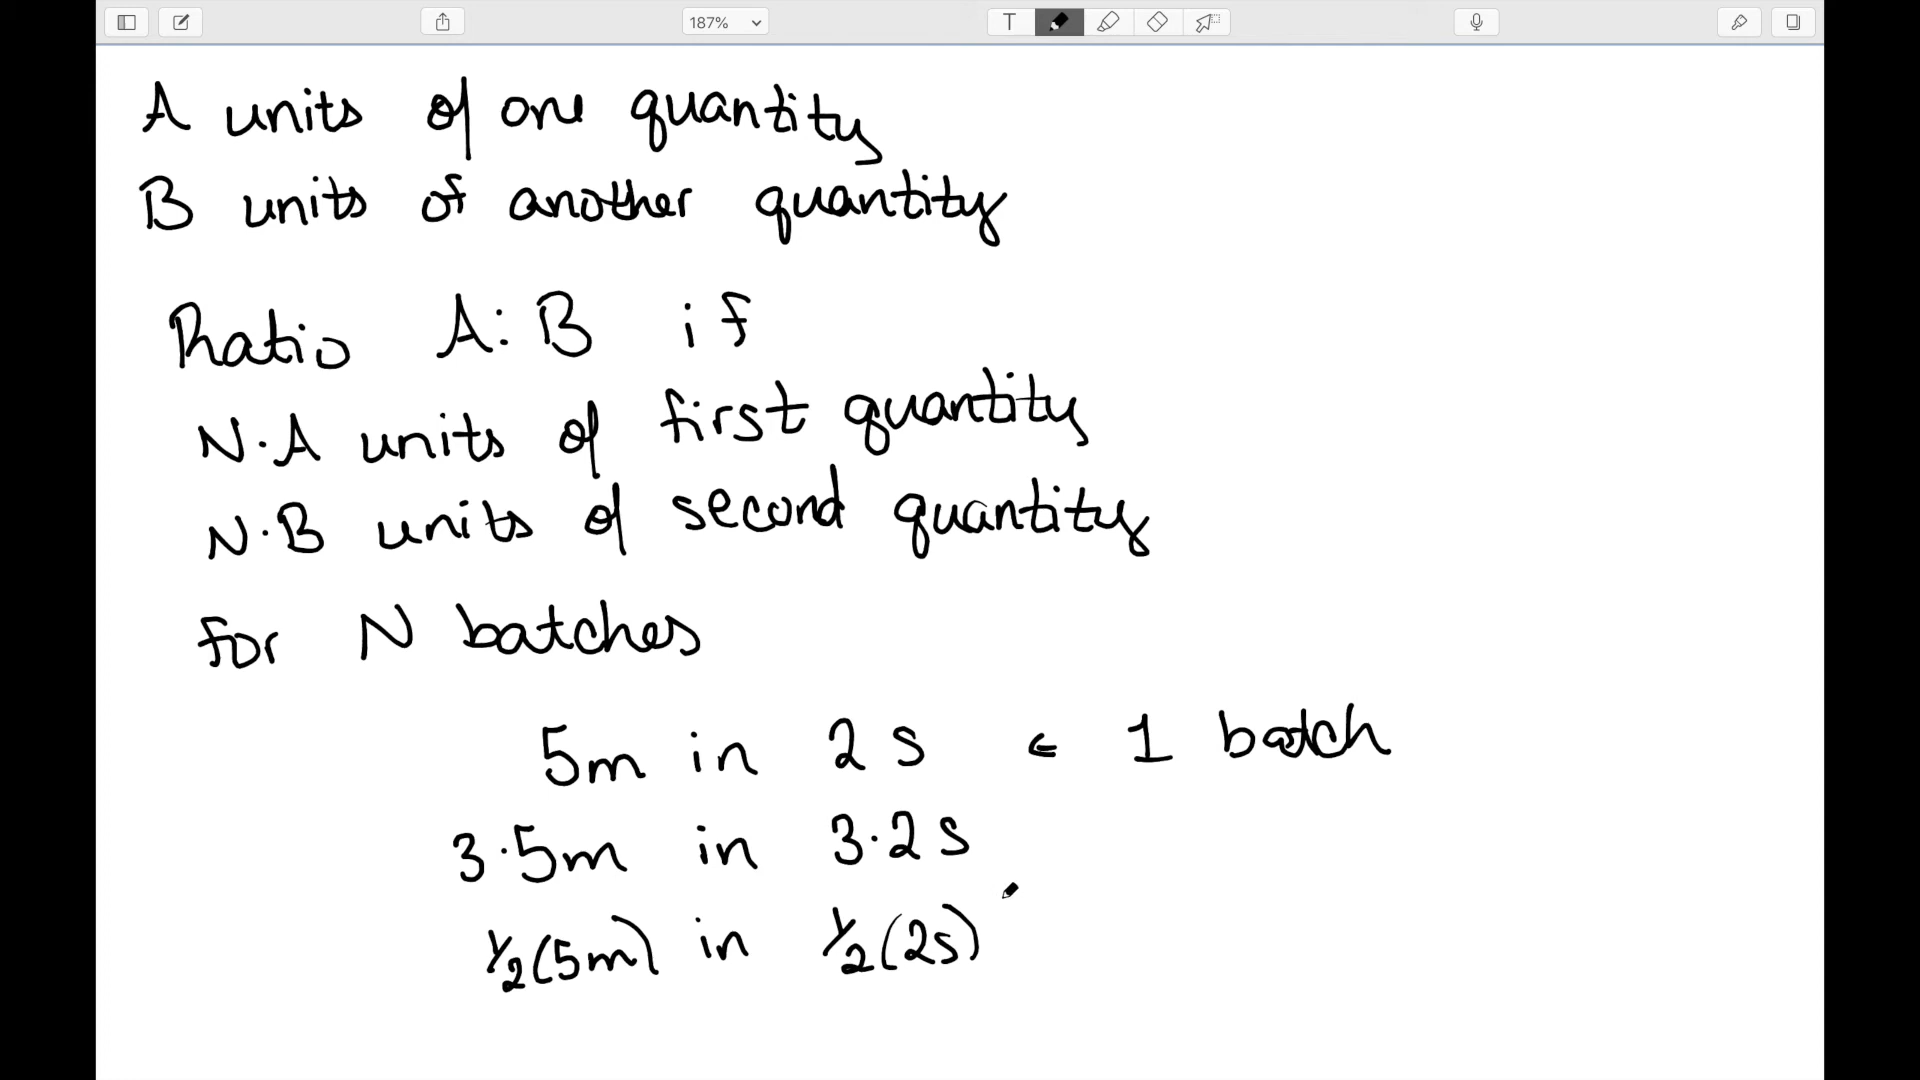 187%
T
A units of one quantity
B units of another quantity
Ratio A:B if
N·A units of first quantity
N·B units of second quantity
for N batches
5m in 2s ← 1 batch
3·5m in 3·2s
1/2(5m) in 1/2(2s)